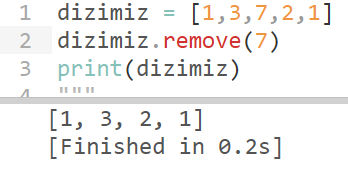 1 dizimiz = [1,3,7,2,1]
2 dizimiz.remove(7)
3 print(dizimiz)
4 """
[1, 3, 2, 1]
[Finished in 0.2s]